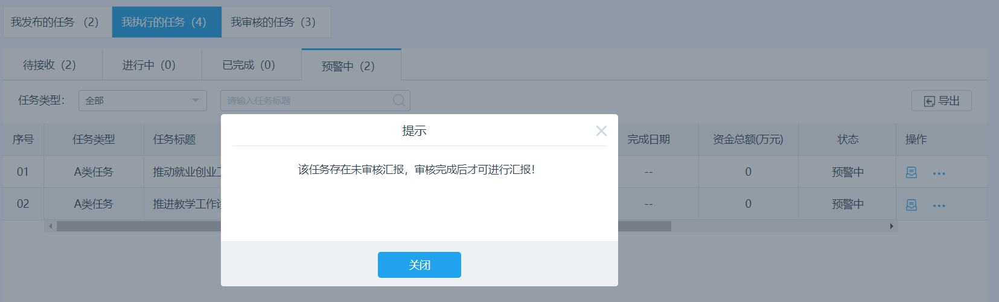 我发布的任务 （2） 我执行的任务（4） 我审核的任务（3）
待接收（2） 进行中（0） 已完成（0） 预警中（2）
任务类型： 全部 请输入任务标题 导出
提示
序号 任务类型 任务标题 完成日期 资金总额(万元) 状态 操作
该任务存在未审核汇报，审核完成后才可进行汇报！
01 A类任务 推动就业创业工 -- 0 预警中
02 A类任务 推进教学工作诊 -- 0 预警中
关闭